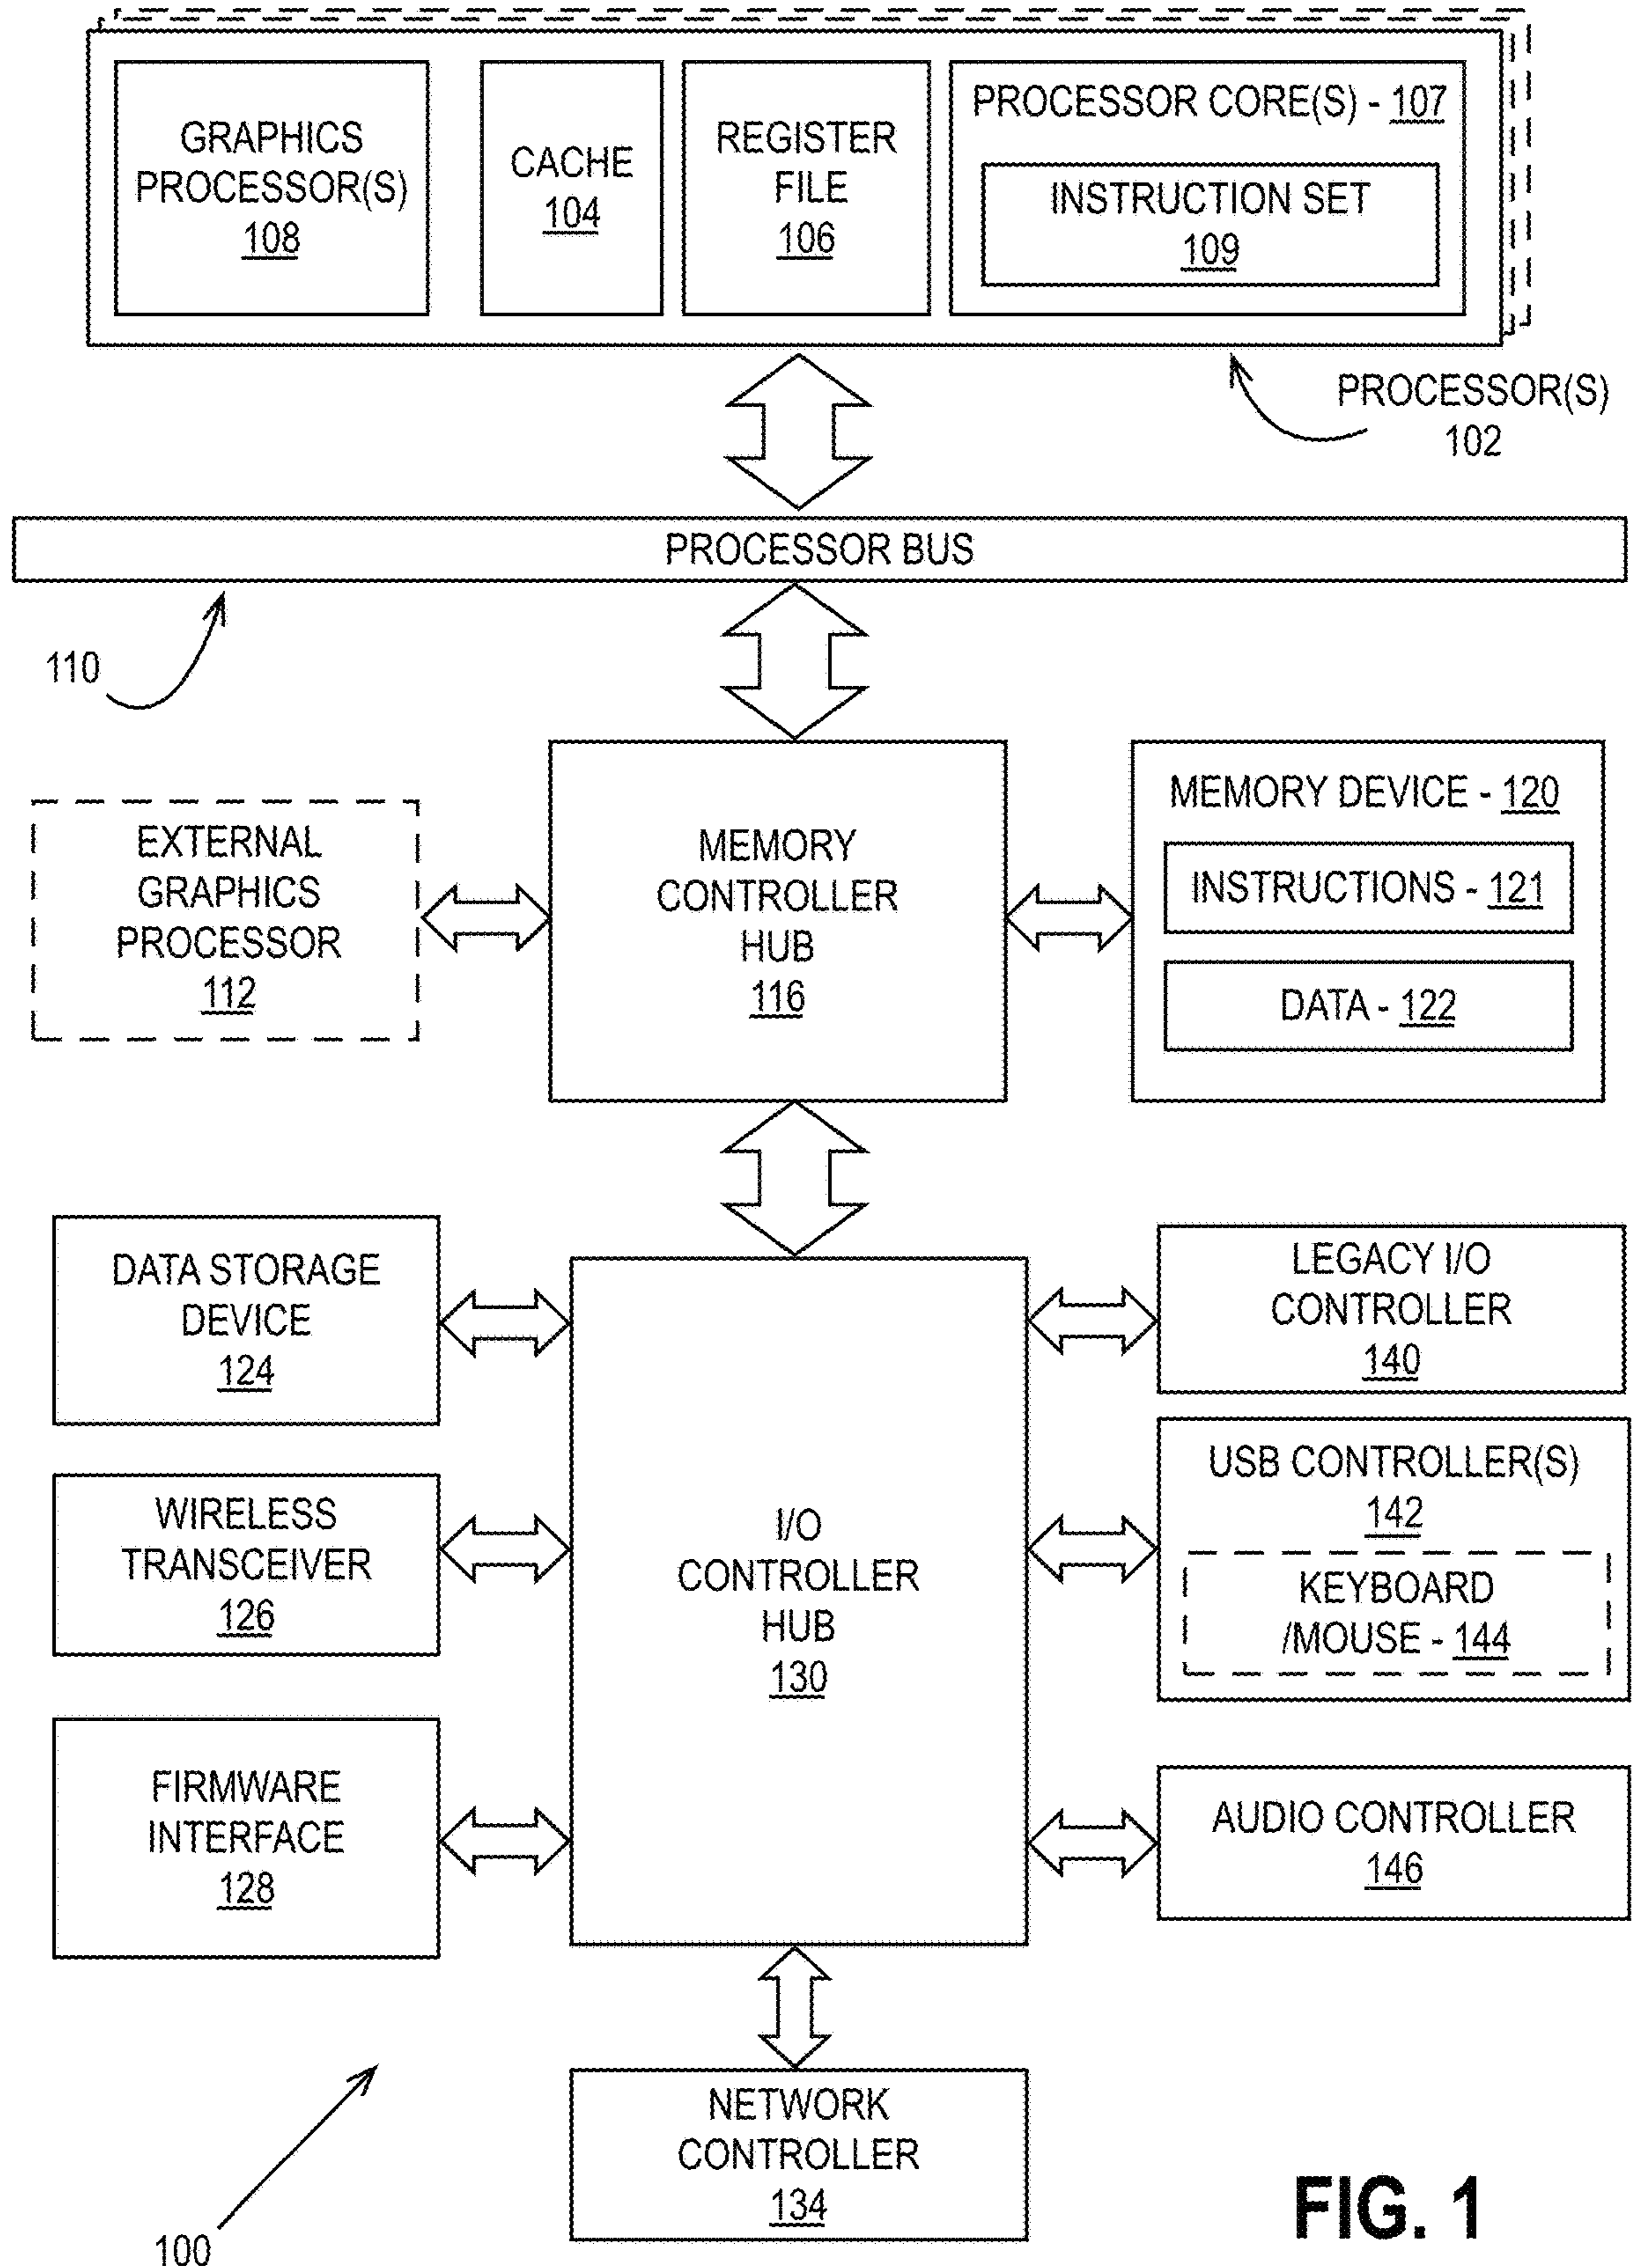 GRAPHICS
PROCESSOR(S)
108
CACHE
104
REGISTER
FILE
106
PROCESSOR CORE(S) - 107
INSTRUCTION SET
109
PROCESSOR(S)
102
PROCESSOR BUS
110
EXTERNAL
GRAPHICS
PROCESSOR
112
MEMORY
CONTROLLER
HUB
116
MEMORY DEVICE - 120
INSTRUCTIONS - 121
DATA - 122
DATA STORAGE
DEVICE
124
WIRELESS
TRANSCEIVER
126
FIRMWARE
INTERFACE
128
I/O
CONTROLLER
HUB
130
LEGACY I/O
CONTROLLER
140
USB CONTROLLER(S)
142
KEYBOARD
/MOUSE - 144
AUDIO CONTROLLER
146
NETWORK
CONTROLLER
134
100
FIG. 1